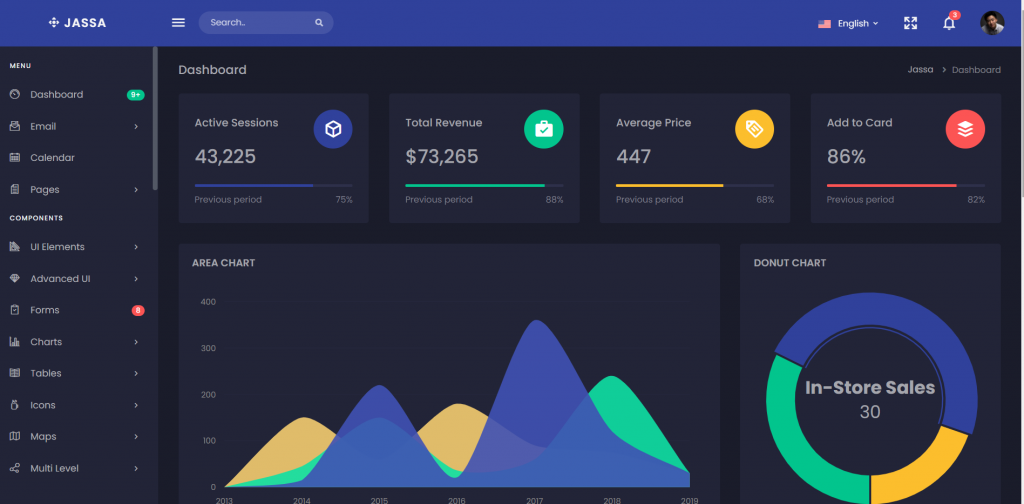 JASSA
Search..
English
3
MENU
Dashboard 9+
Email
Calendar
Pages
COMPONENTS
UI Elements
Advanced UI
Forms 8
Charts
Tables
Icons
Maps
Multi Level
Dashboard
Jassa > Dashboard
Active Sessions
43,225
Previous period 75%
Total Revenue
$73,265
Previous period 88%
Average Price
447
Previous period 68%
Add to Card
86%
Previous period 82%
AREA CHART
400
300
200
100
0
2013 2014 2015 2016 2017 2018 2019
DONUT CHART
In-Store Sales
30